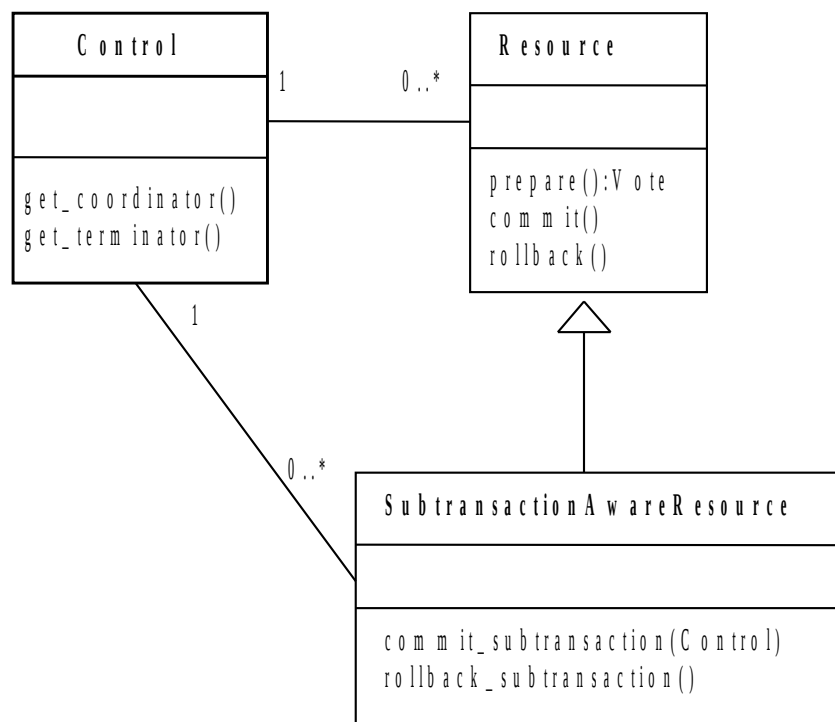 Control
get_coordinator()
get_terminator()
1
0..*
Resource
prepare():Vote
commit()
rollback()
1
0..*
SubtransactionAwareResource
commit_subtransaction(Control)
rollback_subtransaction()